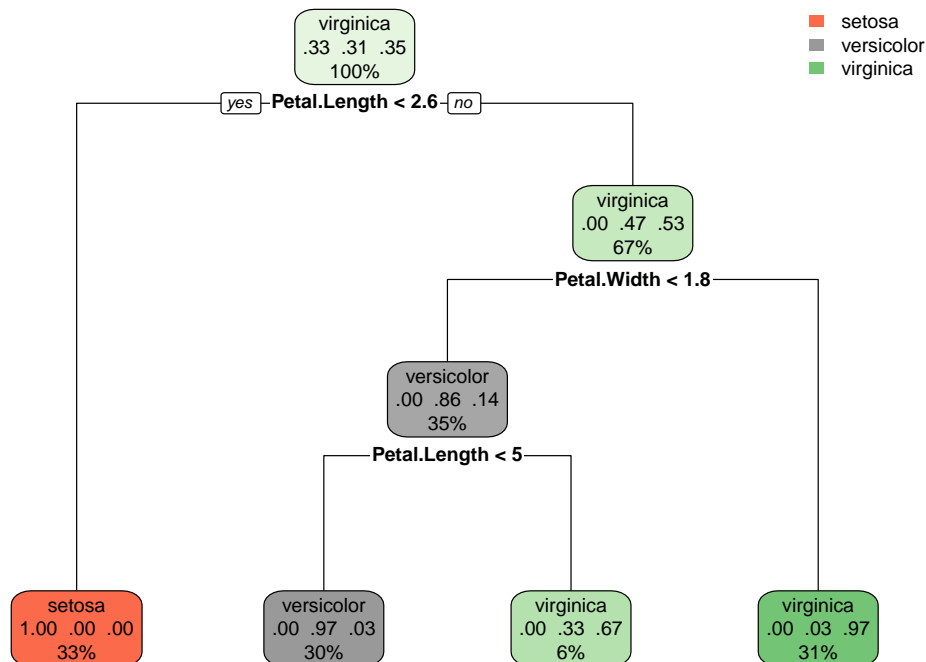 virginica
.33 .31 .35
100%
setosa
versicolor
virginica
yes Petal.Length < 2.6 no
virginica
.00 .47 .53
67%
Petal.Width < 1.8
versicolor
.00 .86 .14
35%
Petal.Length < 5
setosa
1.00 .00 .00
33%
versicolor
.00 .97 .03
30%
virginica
.00 .33 .67
6%
virginica
.00 .03 .97
31%